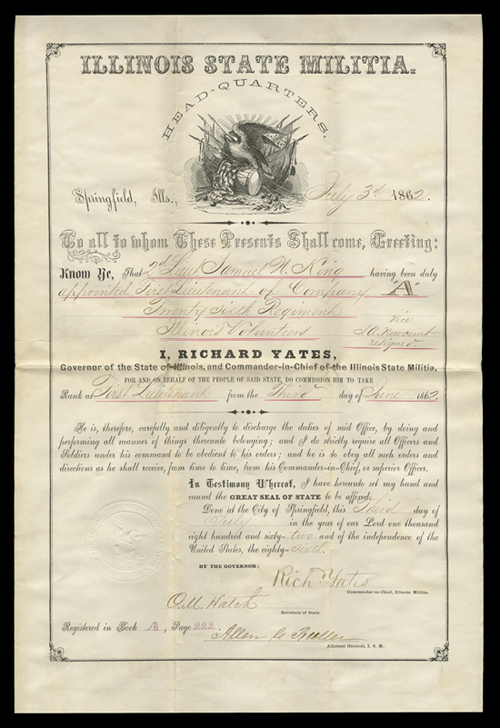 ILLINOIS STATE MILITIA.
HEAD-QUARTERS.
Springfield, Ills., July 3d 1862.
To all to whom These Presents Shall come, Greeting:
Know Ye, That 2d Lieut Samuel N. King having been duly
appointed First Lieutenant of Company "A"
Twenty Sixth Regiment
Illinois Volunteers vice
resigned
I, RICHARD YATES,
Governor of the State of Illinois, and Commander-in-Chief of the Illinois State Militia,
FOR AND ON BEHALF OF THE PEOPLE OF SAID STATE, DO COMMISSION HIM TO TAKE
Rank as First Lieutenant from the Third day of June 1862.
He is, therefore, carefully and diligently to discharge the duties of said Office, by doing and
performing all manner of things thereunto belonging; and I do strictly require all Officers and
Soldiers under his command to be obedient to his orders; and he is to obey all such orders and
directions as he shall receive, from time to time, from his Commander-in-Chief, or superior Officers.
In Testimony Whereof, I have hereunto set my hand and
caused the GREAT SEAL OF STATE to be affixed.
Done at the City of Springfield, this Third day of
July in the year of our Lord one thousand
eight hundred and sixty-two and of the independence of the
United States, the eighty-sixth.
BY THE GOVERNOR:
Rich Yates
Commander-in-Chief, Illinois Militia.
O.M. Hatch
Secretary of State.
Registered in Book A, Page 222.
Allen C. Fuller
Adjutant General, I. S. M.